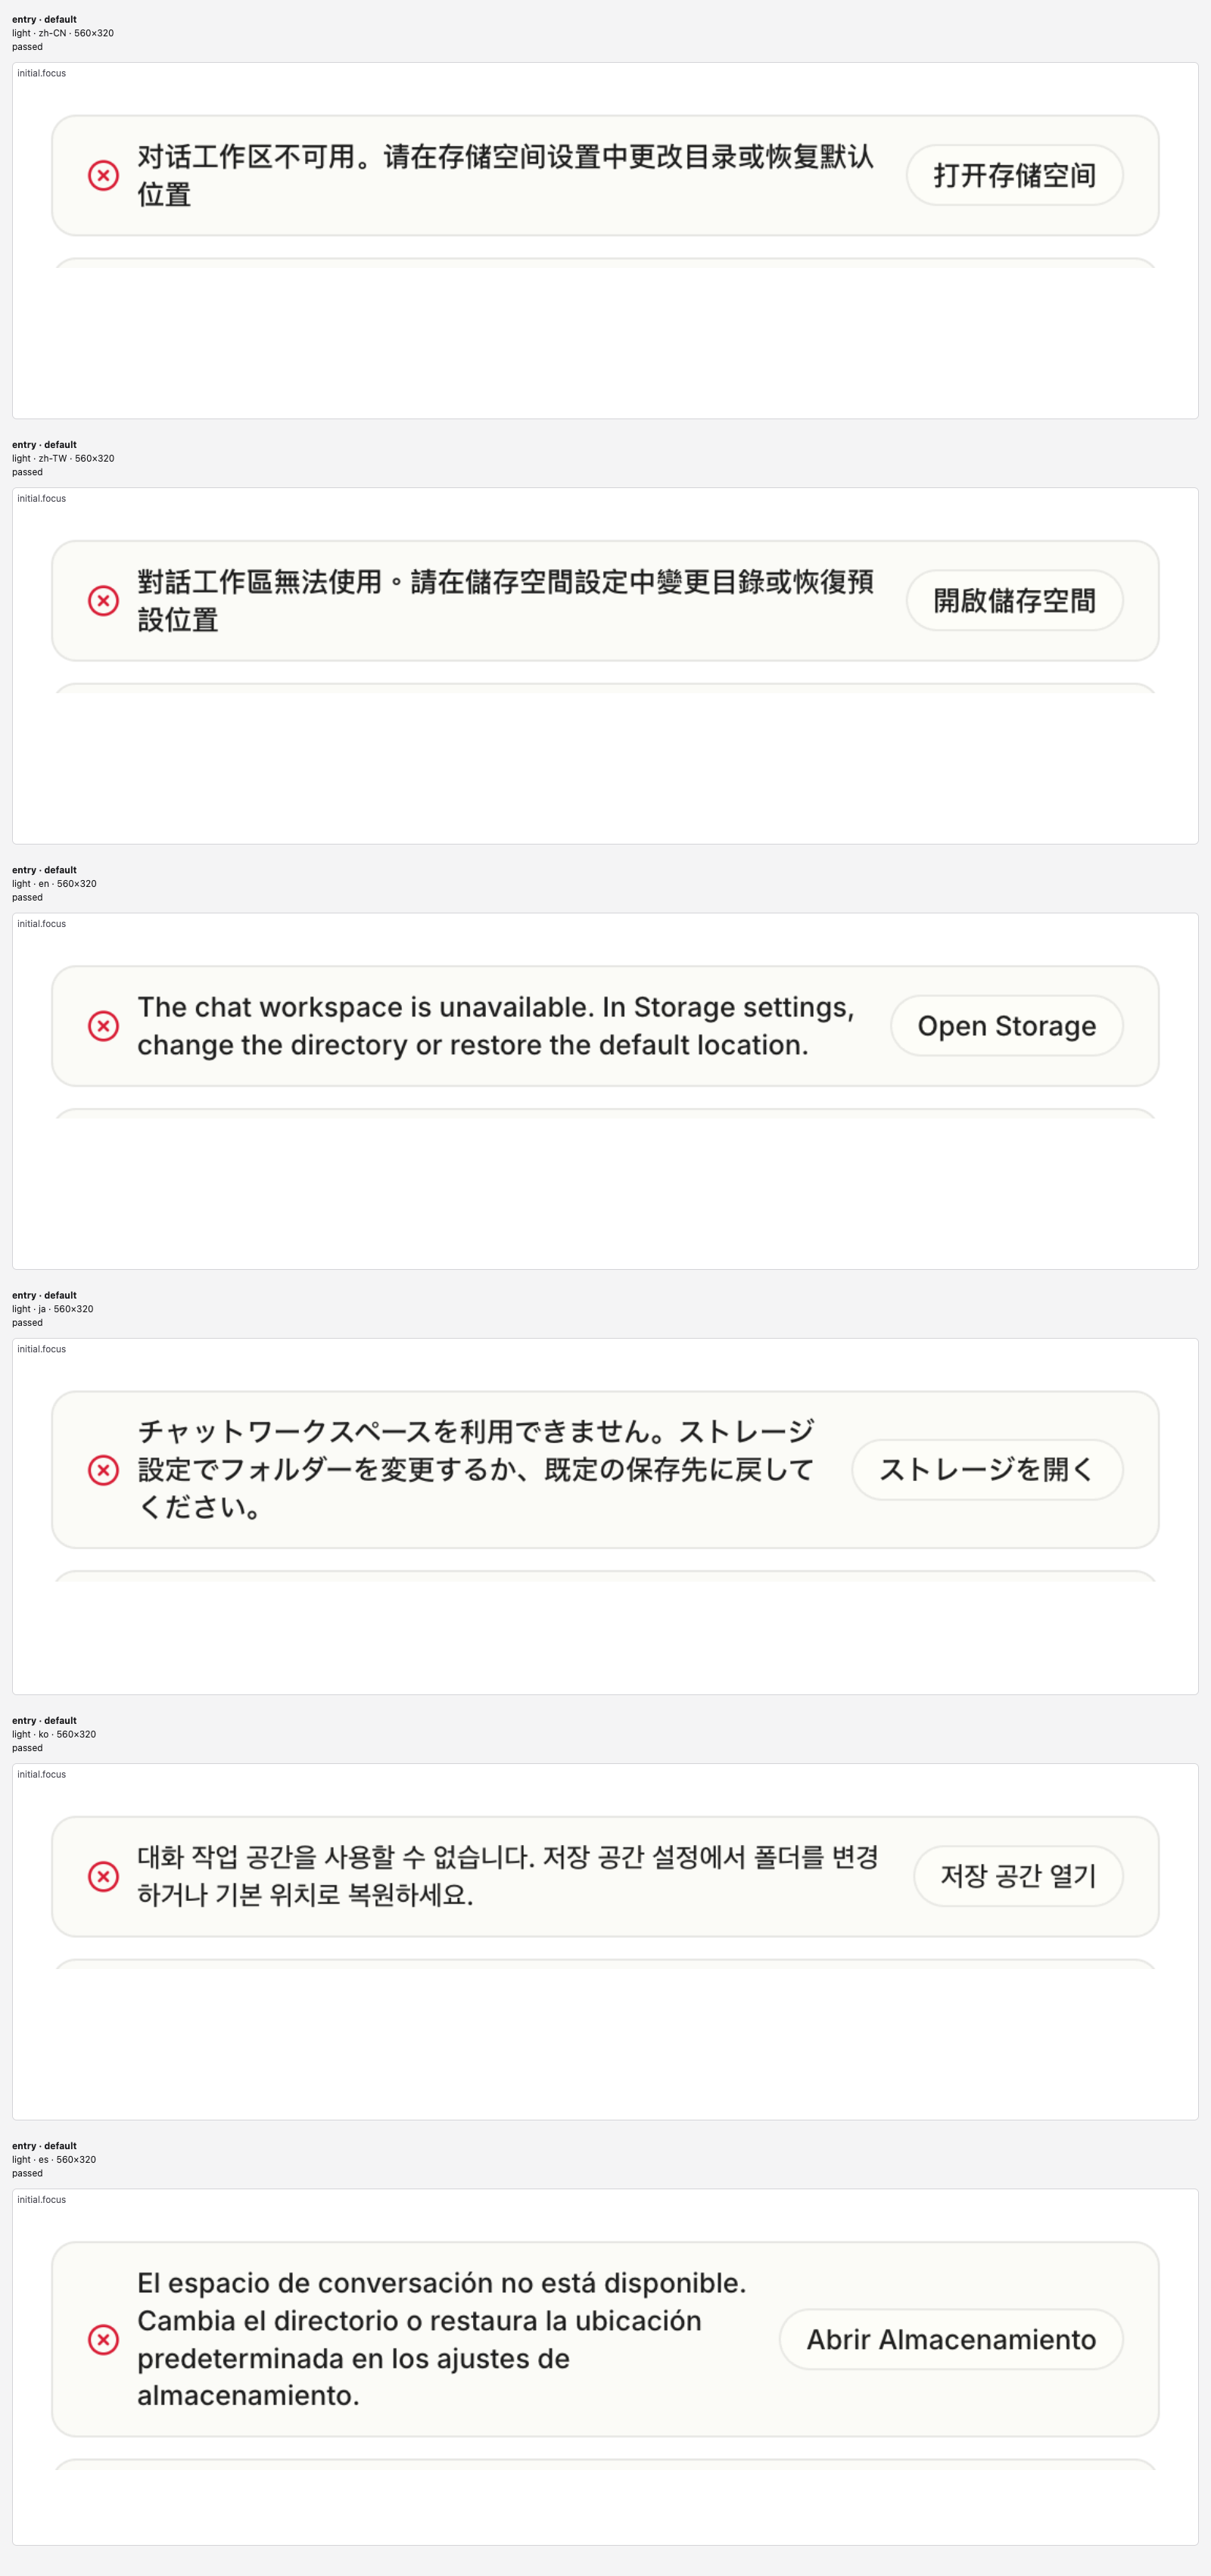 entry · default
light · zh-CN · 560×320
passed
initial.focus
对话工作区不可用。请在存储空间设置中更改目录或恢复默认
位置
打开存储空间
entry · default
light · zh-TW · 560×320
passed
initial.focus
對話工作區無法使用。請在儲存空間設定中變更目錄或恢復預
設位置
開啟儲存空間
entry · default
light · en · 560×320
passed
initial.focus
The chat workspace is unavailable. In Storage settings,
change the directory or restore the default location.
Open Storage
entry · default
light · ja · 560×320
passed
initial.focus
チャットワークスペースを利用できません。ストレージ
設定でフォルダーを変更するか、既定の保存先に戻して
ください。
ストレージを開く
entry · default
light · ko · 560×320
passed
initial.focus
대화 작업 공간을 사용할 수 없습니다. 저장 공간 설정에서 폴더를 변경
하거나 기본 위치로 복원하세요.
저장 공간 열기
entry · default
light · es · 560×320
passed
initial.focus
El espacio de conversación no está disponible.
Cambia el directorio o restaura la ubicación
predeterminada en los ajustes de
almacenamiento.
Abrir Almacenamiento